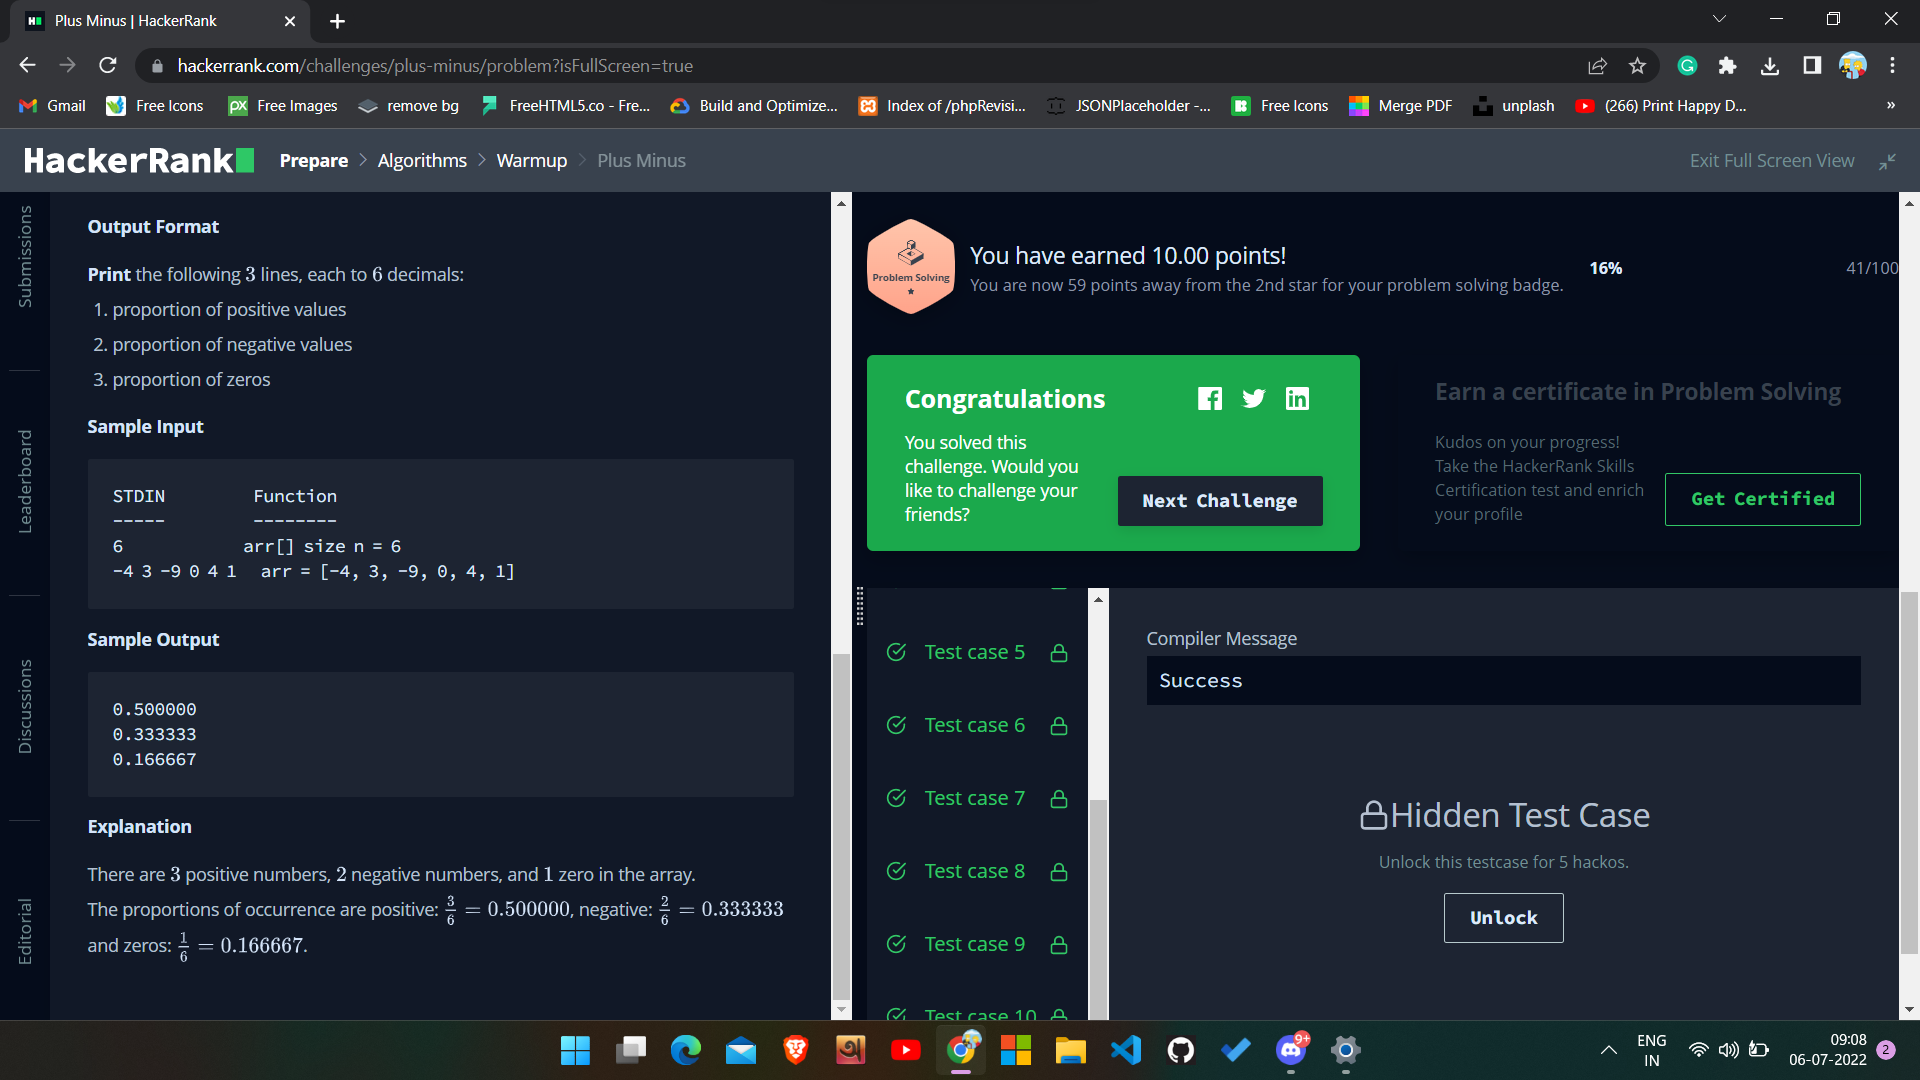 Plus Minus | HackerRank
hackerrank.com/challenges/plus-minus/problem?isFullScreen=true
Gmail
Free Icons
px
Free Images
remove bg
FreeHTML5.co - Fre...
Build and Optimize...
Index of /phpRevisi...
JSONPlaceholder -...
Free Icons
Merge PDF
unplash
(266) Print Happy D...
»
HackerRank
Prepare > Algorithms > Warmup > Plus Minus
Exit Full Screen View
Submissions
Leaderboard
Discussions
Editorial
Output Format
Print the following 3 lines, each to 6 decimals:
1. proportion of positive values
2. proportion of negative values
3. proportion of zeros
Sample Input
STDIN Function
----- --------
6 arr[] size n = 6
-4 3 -9 0 4 1 arr = [-4, 3, -9, 0, 4, 1]
Sample Output
0.500000
0.333333
0.166667
Explanation
There are 3 positive numbers, 2 negative numbers, and 1 zero in the array.
The proportions of occurrence are positive: 3/6 = 0.500000, negative: 2/6 = 0.333333
and zeros: 1/6 = 0.166667.
Problem Solving
You have earned 10.00 points!
You are now 59 points away from the 2nd star for your problem solving badge.
16%
41/100
Congratulations
You solved this
challenge. Would you
like to challenge your
friends?
Next Challenge
Earn a certificate in Problem Solving
Kudos on your progress!
Take the HackerRank Skills
Certification test and enrich
your profile
Get Certified
Test case 5
Test case 6
Test case 7
Test case 8
Test case 9
Test case 10
Compiler Message
Success
Hidden Test Case
Unlock this testcase for 5 hackos.
Unlock
9+
ENG
IN
09:08
06-07-2022
2